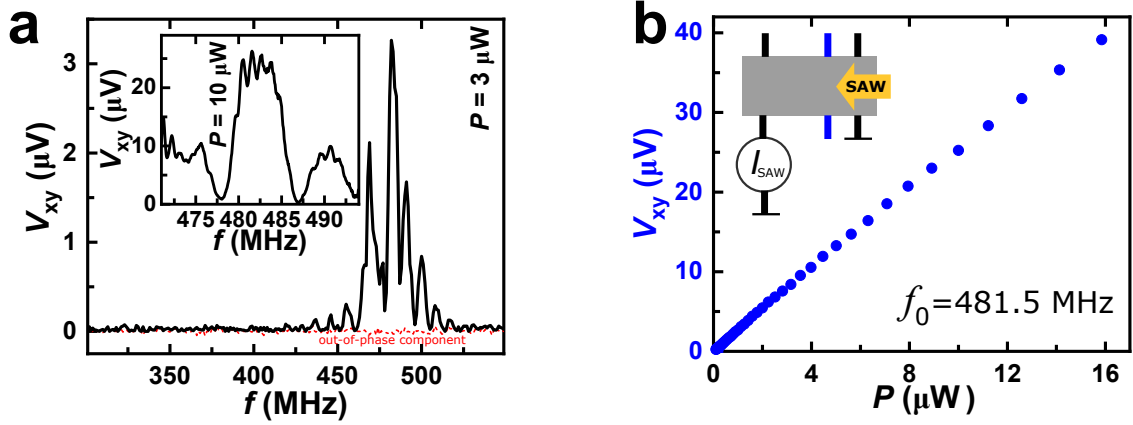 a
V_xy (μV)
3
2
1
0
300
350
400
450
500
f (MHz)
P = 3 μW
out-of-phase component
V_xy (μV)
20
10
0
475
480
485
490
f (MHz)
P = 10 μW
b
V_xy (μV)
40
30
20
10
0
0
4
8
12
16
P (μW)
SAW
I_SAW
f_0=481.5 MHz